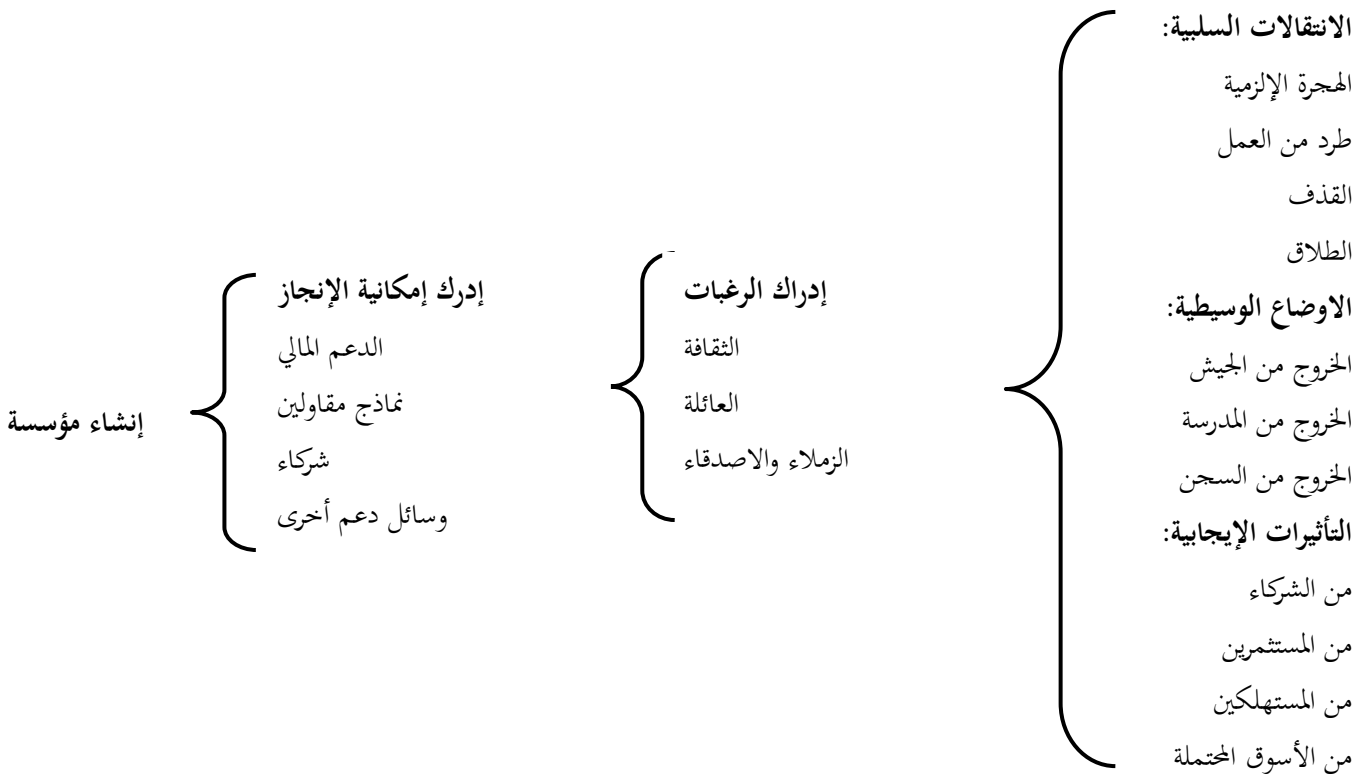 الانتقالات السلبية:
الهجرة الإلزمية
طرد من العمل
القذف
الطلاق
الاوضاع الوسيطية:
الخروج من الجيش
الخروج من المدرسة
الخروج من السجن
التأثيرات الإيجابية:
من الشركاء
من المستثمرين
من المستهلكين
من الأسوق المحتملة
إدراك الرغبات
الثقافة
العائلة
الزملاء والاصدقاء
إدرك إمكانية الإنجاز
الدعم المالي
نماذج مقاولين
شركاء
وسائل دعم أخرى
إنشاء مؤسسة